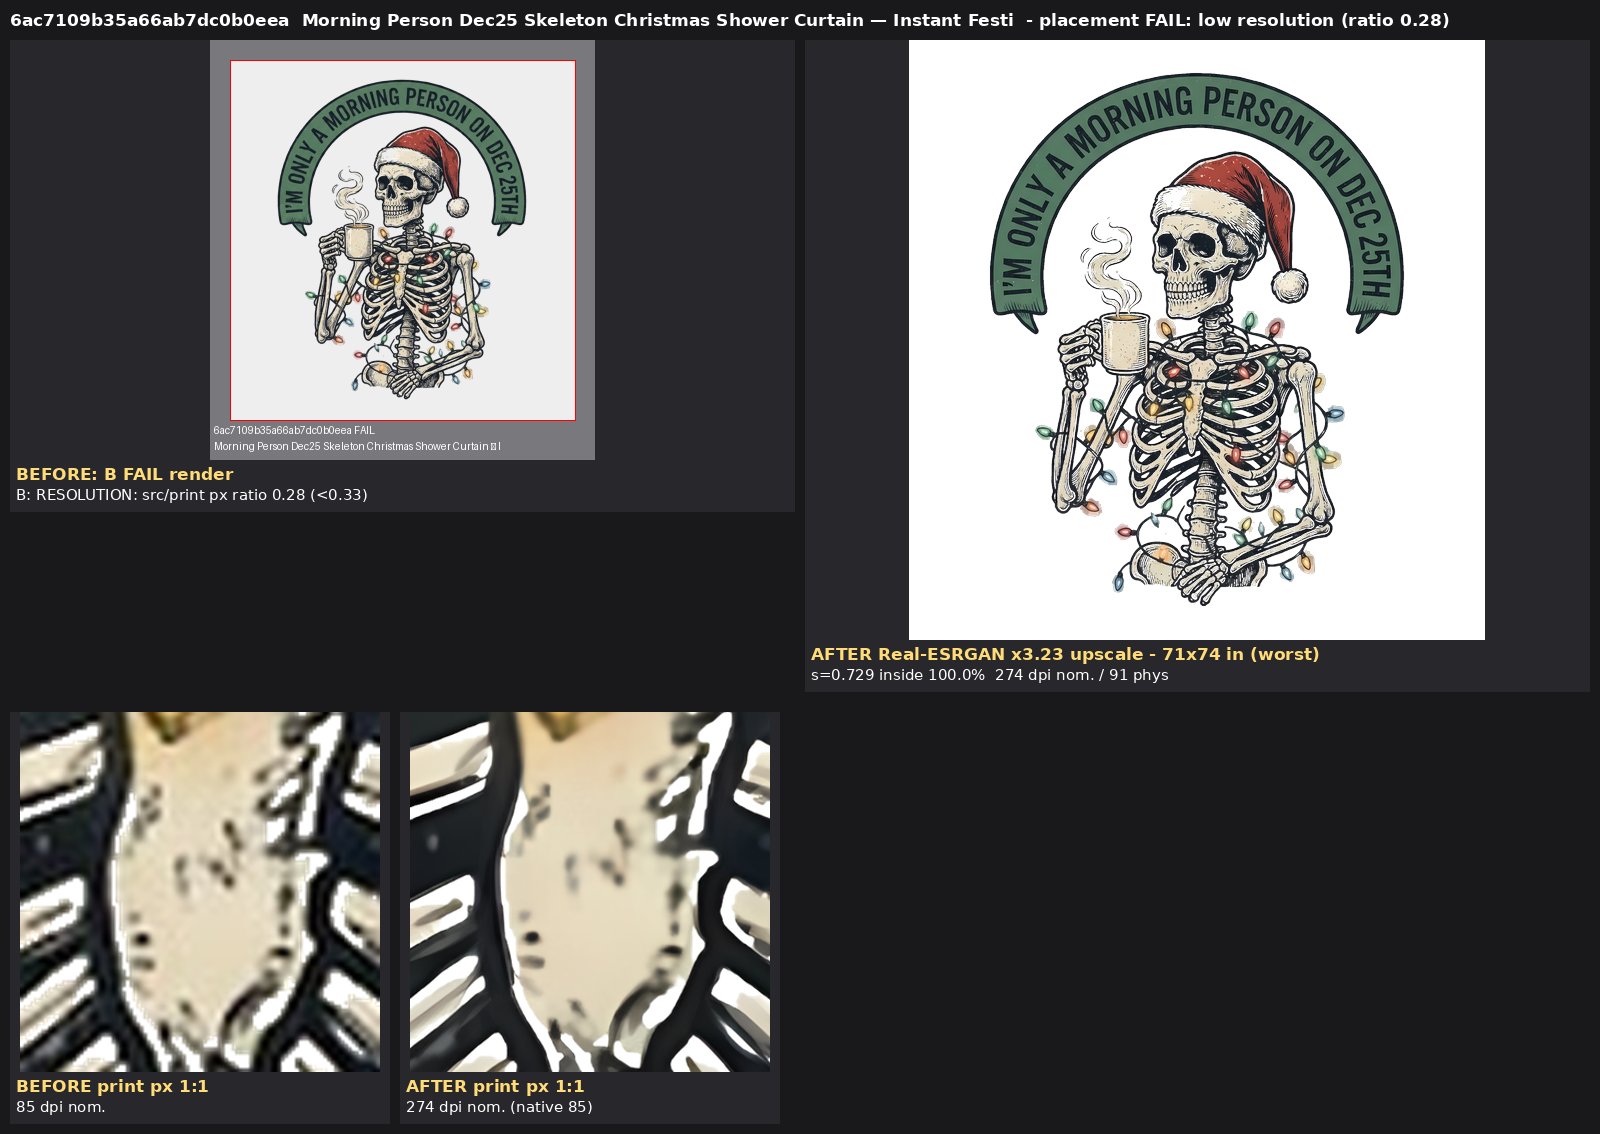 6ac7109b35a66ab7dc0b0eea  Morning Person Dec25 Skeleton Christmas Shower Curtain — Instant Festi  - placement FAIL: low resolution (ratio 0.28)
I'M ONLY A MORNING PERSON ON DEC 25TH
6ac7109b35a66ab7dc0b0eea FAIL
Morning Person Dec25 Skeleton Christmas Shower Curtain
BEFORE: B FAIL render
B: RESOLUTION: src/print px ratio 0.28 (<0.33)
I'M ONLY A MORNING PERSON ON DEC 25TH
AFTER Real-ESRGAN x3.23 upscale - 71x74 in (worst)
s=0.729 inside 100.0%  274 dpi nom. / 91 phys
BEFORE print px 1:1
85 dpi nom.
AFTER print px 1:1
274 dpi nom. (native 85)